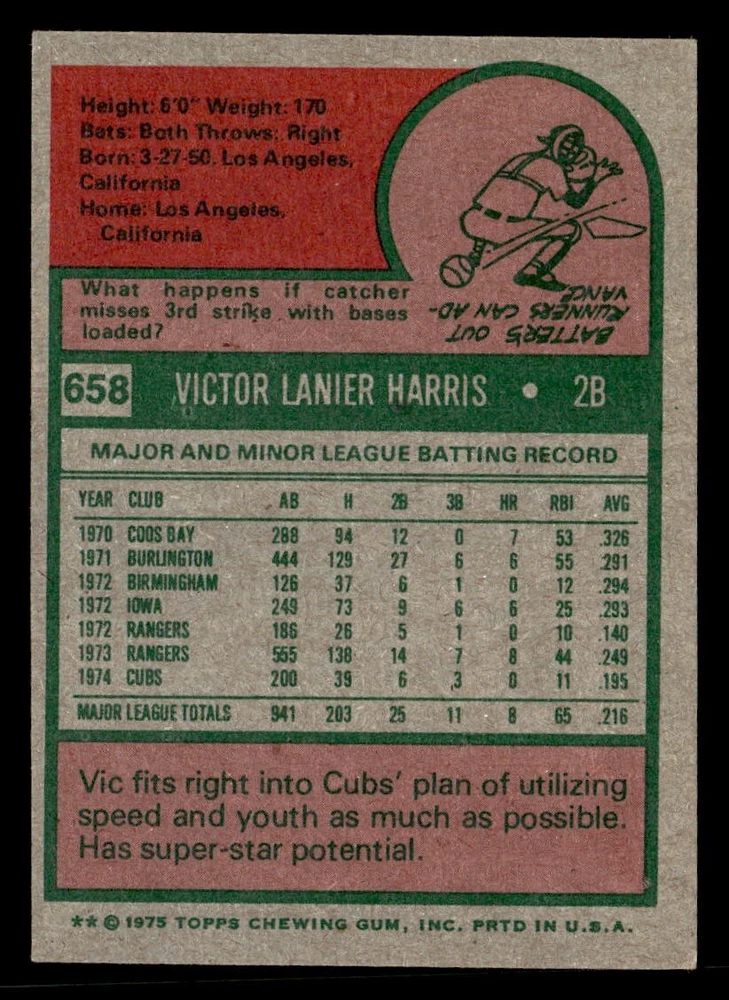 Height: 6'0" Weight: 170
Bats: Both Throws: Right
Born: 3-27-50, Los Angeles,
California
Home: Los Angeles,
California
What happens if catcher
misses 3rd strike with bases
loaded?
BATTER'S OUT
RUNNERS CAN AD-
VANCE
658 VICTOR LANIER HARRIS • 2B
MAJOR AND MINOR LEAGUE BATTING RECORD
YEAR CLUB AB H 2B 3B HR RBI AVG
1970 COOS BAY 288 94 12 0 7 53 .326
1971 BURLINGTON 444 129 27 6 6 55 .291
1972 BIRMINGHAM 126 37 6 1 0 12 .294
1972 IOWA 249 73 9 6 6 25 .293
1972 RANGERS 186 26 5 1 0 10 .140
1973 RANGERS 555 138 14 7 8 44 .249
1974 CUBS 200 39 6 3 0 11 .195
MAJOR LEAGUE TOTALS 941 203 25 11 8 65 .216
Vic fits right into Cubs' plan of utilizing
speed and youth as much as possible.
Has super-star potential.
** © 1975 TOPPS CHEWING GUM, INC. PRTD IN U.S.A.